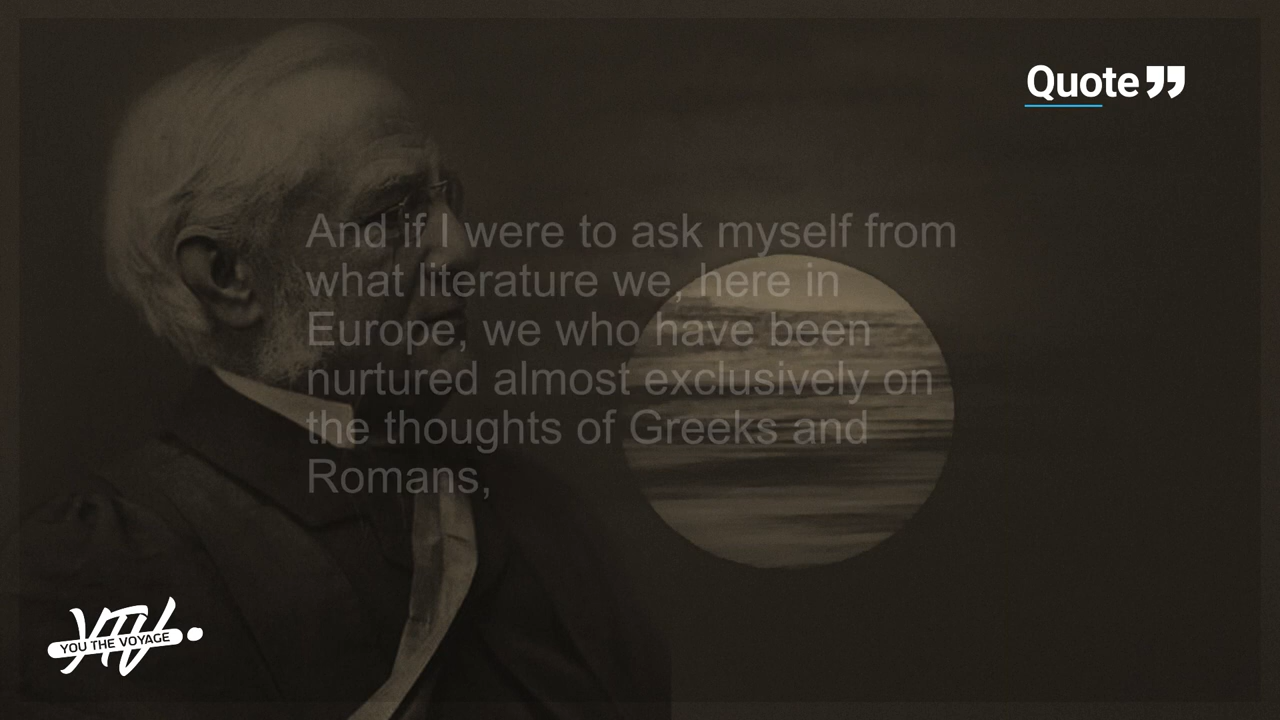 Quote
And if I were to ask myself from
what literature we, here in
Europe, we who have been
nurtured almost exclusively on
the thoughts of Greeks and
Romans,
YTV
YOU THE VOYAGE